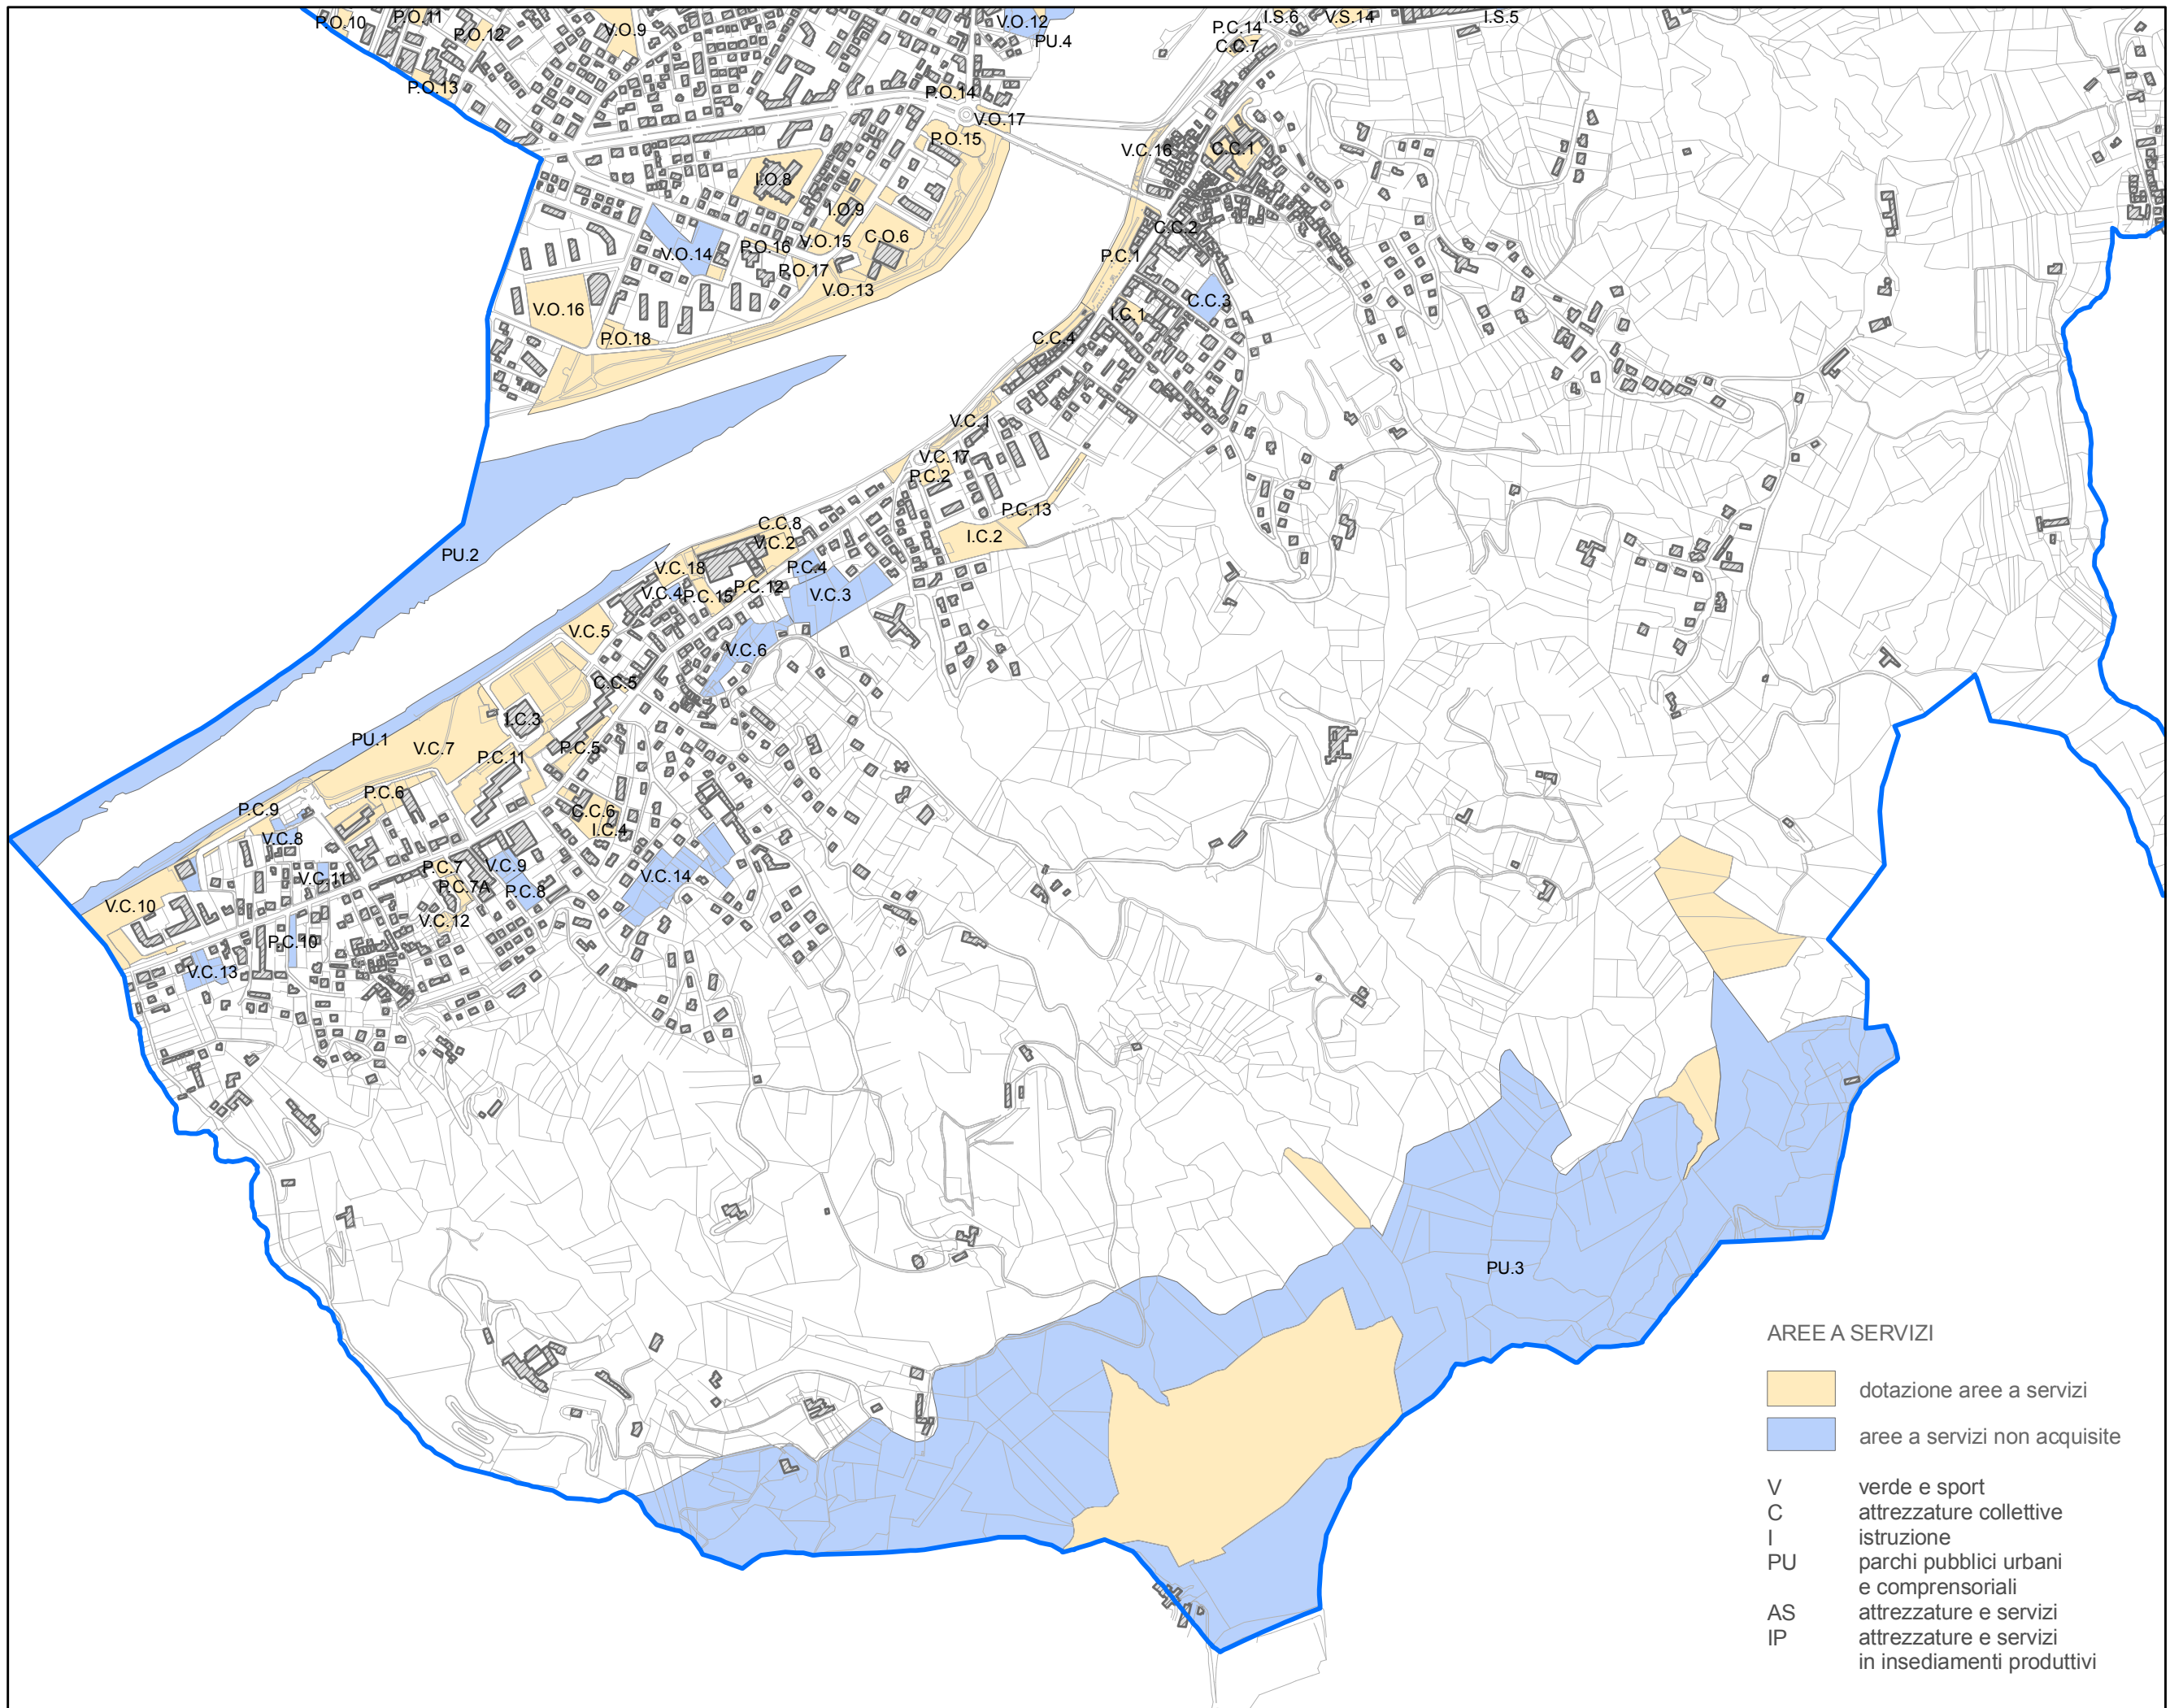 P.O.10
P.O.11
P.O.12
V.O.9
V.O.12
PU.4
P.C.14
I.S.6
V.S.14
I.S.5
C.C.7
P.O.13
P.O.14
V.O.17
P.O.15
V.C.16
C.C.1
I.O.8
I.O.9
V.O.15
C.O.6
C.C.2
V.O.14
P.O.16
P.O.17
V.O.13
P.C.1
C.C.3
V.O.16
P.O.18
I.C.1
C.C.4
V.C.1
V.C.17
P.C.2
P.C.13
I.C.2
C.C.8
V.C.2
PU.2
V.C.18
P.C.4
V.C.4
P.C.15
P.C.12
V.C.3
V.C.5
V.C.6
C.C.5
I.C.3
PU.1
V.C.7
P.C.11
P.C.5
P.C.6
P.C.9
C.C.6
I.C.4
V.C.8
V.C.11
P.C.7
V.C.9
P.C.7A
P.C.8
V.C.14
V.C.10
V.C.12
P.C.10
V.C.13
PU.3
AREE A SERVIZI
dotazione aree a servizi
aree a servizi non acquisite
V verde e sport
C attrezzature collettive
I istruzione
PU parchi pubblici urbani
e comprensoriali
AS attrezzature e servizi
IP attrezzature e servizi
in insediamenti produttivi